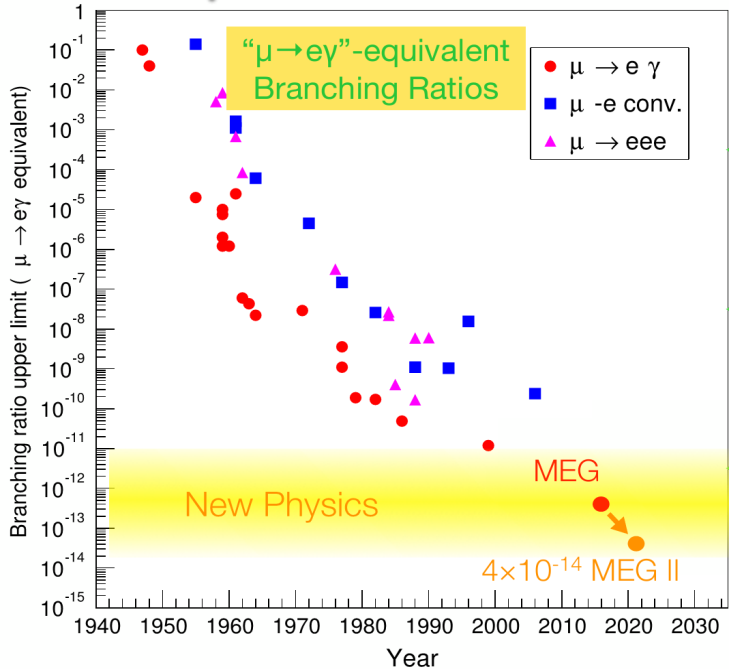 "μ→eγ"-equivalent
Branching Ratios
μ → e γ
μ -e conv.
μ → eee
Branching ratio upper limit ( μ → eγ equivalent)
1
10⁻¹
10⁻²
10⁻³
10⁻⁴
10⁻⁵
10⁻⁶
10⁻⁷
10⁻⁸
10⁻⁹
10⁻¹⁰
10⁻¹¹
10⁻¹²
10⁻¹³
10⁻¹⁴
10⁻¹⁵
MEG
New Physics
4×10⁻¹⁴ MEG II
1940 1950 1960 1970 1980 1990 2000 2010 2020 2030
Year